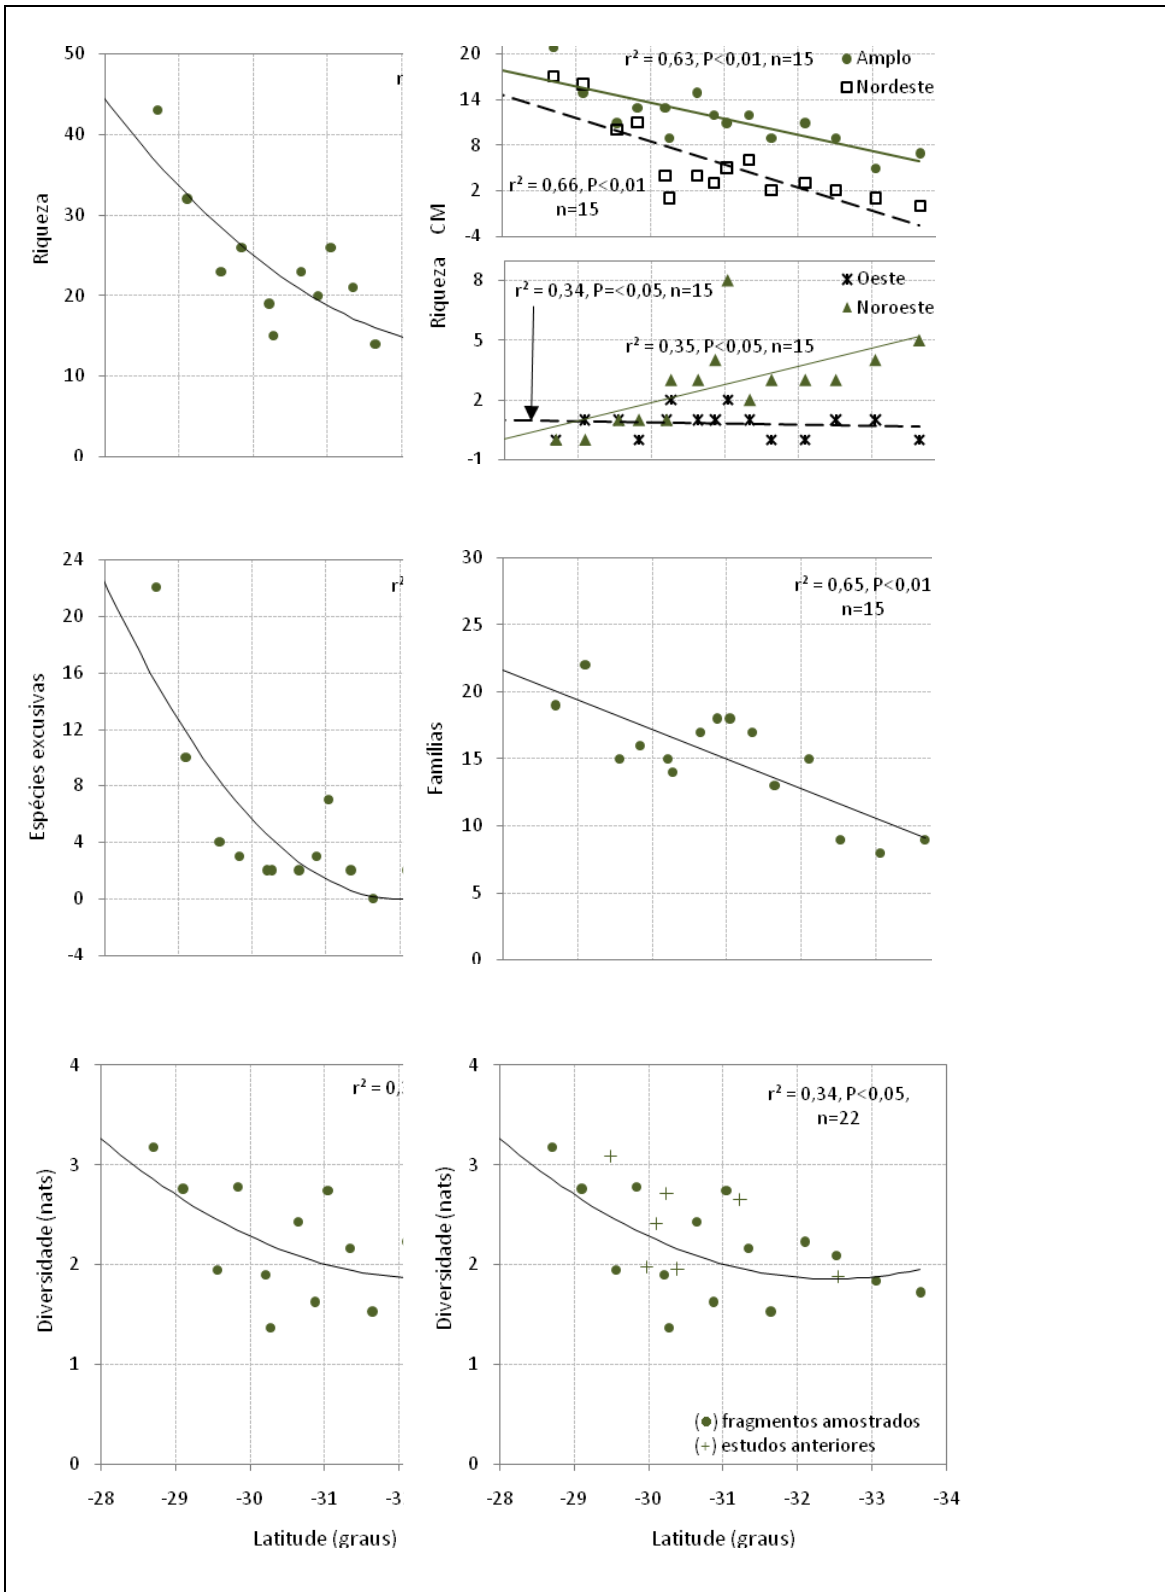 50
40
30
20
10
0
Riqueza
r
20
14
8
2
-4
CM
r² = 0,63, P<0,01, n=15
Amplo
Nordeste
r² = 0,66, P<0,01
n=15
8
5
2
-1
Riqueza
Oeste
Noroeste
r² = 0,34, P=<0,05, n=15
r² = 0,35, P<0,05, n=15
24
20
16
12
8
4
0
-4
Espécies excusivas
r²
30
25
20
15
10
5
0
Famílias
r² = 0,65, P<0,01
n=15
4
3
2
1
0
Diversidade (nats)
r² = 0,
-28 -29 -30 -31 -3
Latitude (graus)
4
3
2
1
0
Diversidade (nats)
r² = 0,34, P<0,05,
n=22
(●) fragmentos amostrados
(+) estudos anteriores
-28 -29 -30 -31 -32 -33 -34
Latitude (graus)